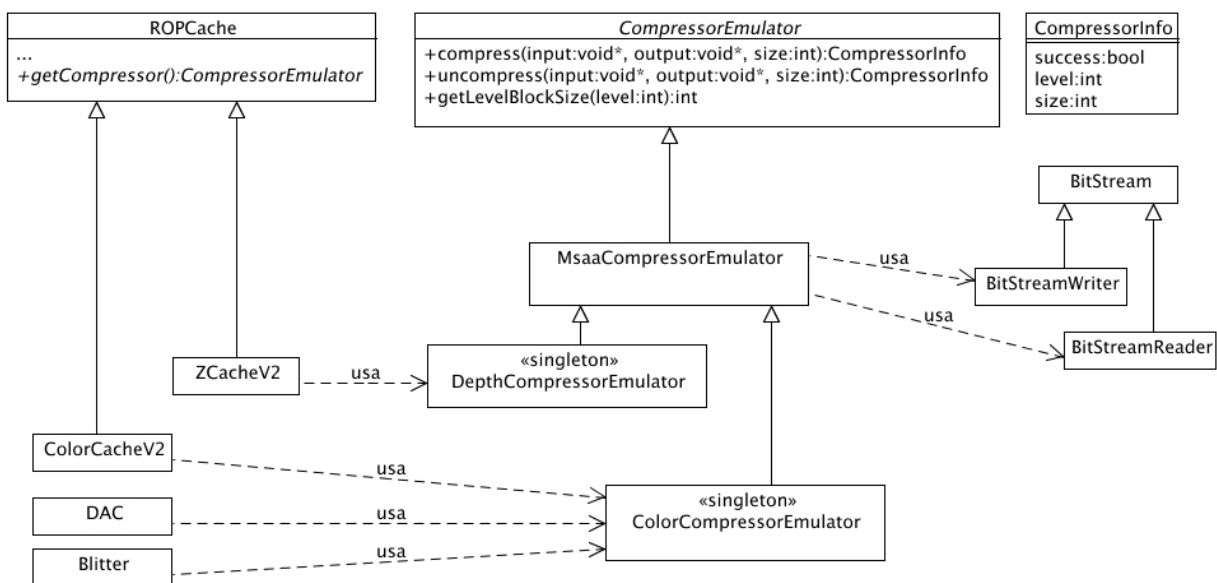 ROPCache
...
+getCompressor():CompressorEmulator
CompressorEmulator
+compress(input:void*, output:void*, size:int):CompressorInfo
+uncompress(input:void*, output:void*, size:int):CompressorInfo
+getLevelBlockSize(level:int):int
CompressorInfo
success:bool
level:int
size:int
BitStream
MsaaCompressorEmulator
usa
BitStreamWriter
usa
BitStreamReader
ZCacheV2
usa
«singleton»
DepthCompressorEmulator
ColorCacheV2
usa
DAC
usa
Blitter
usa
«singleton»
ColorCompressorEmulator